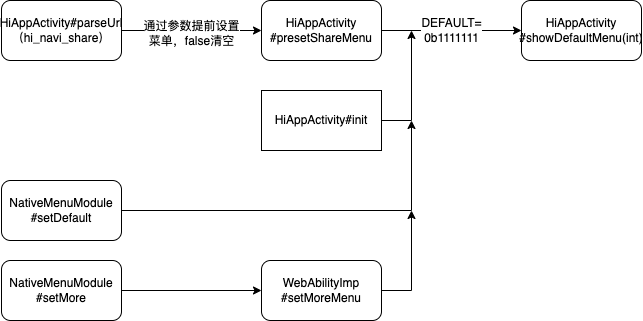 HiAppActivity#parseUrl
（hi_navi_share）
通过参数提前设置
菜单，false清空
HiAppActivity
#presetShareMenu
DEFAULT=
0b1111111
HiAppActivity
#showDefaultMenu(int)
HiAppActivity#init
NativeMenuModule
#setDefault
NativeMenuModule
#setMore
WebAbilityImp
#setMoreMenu